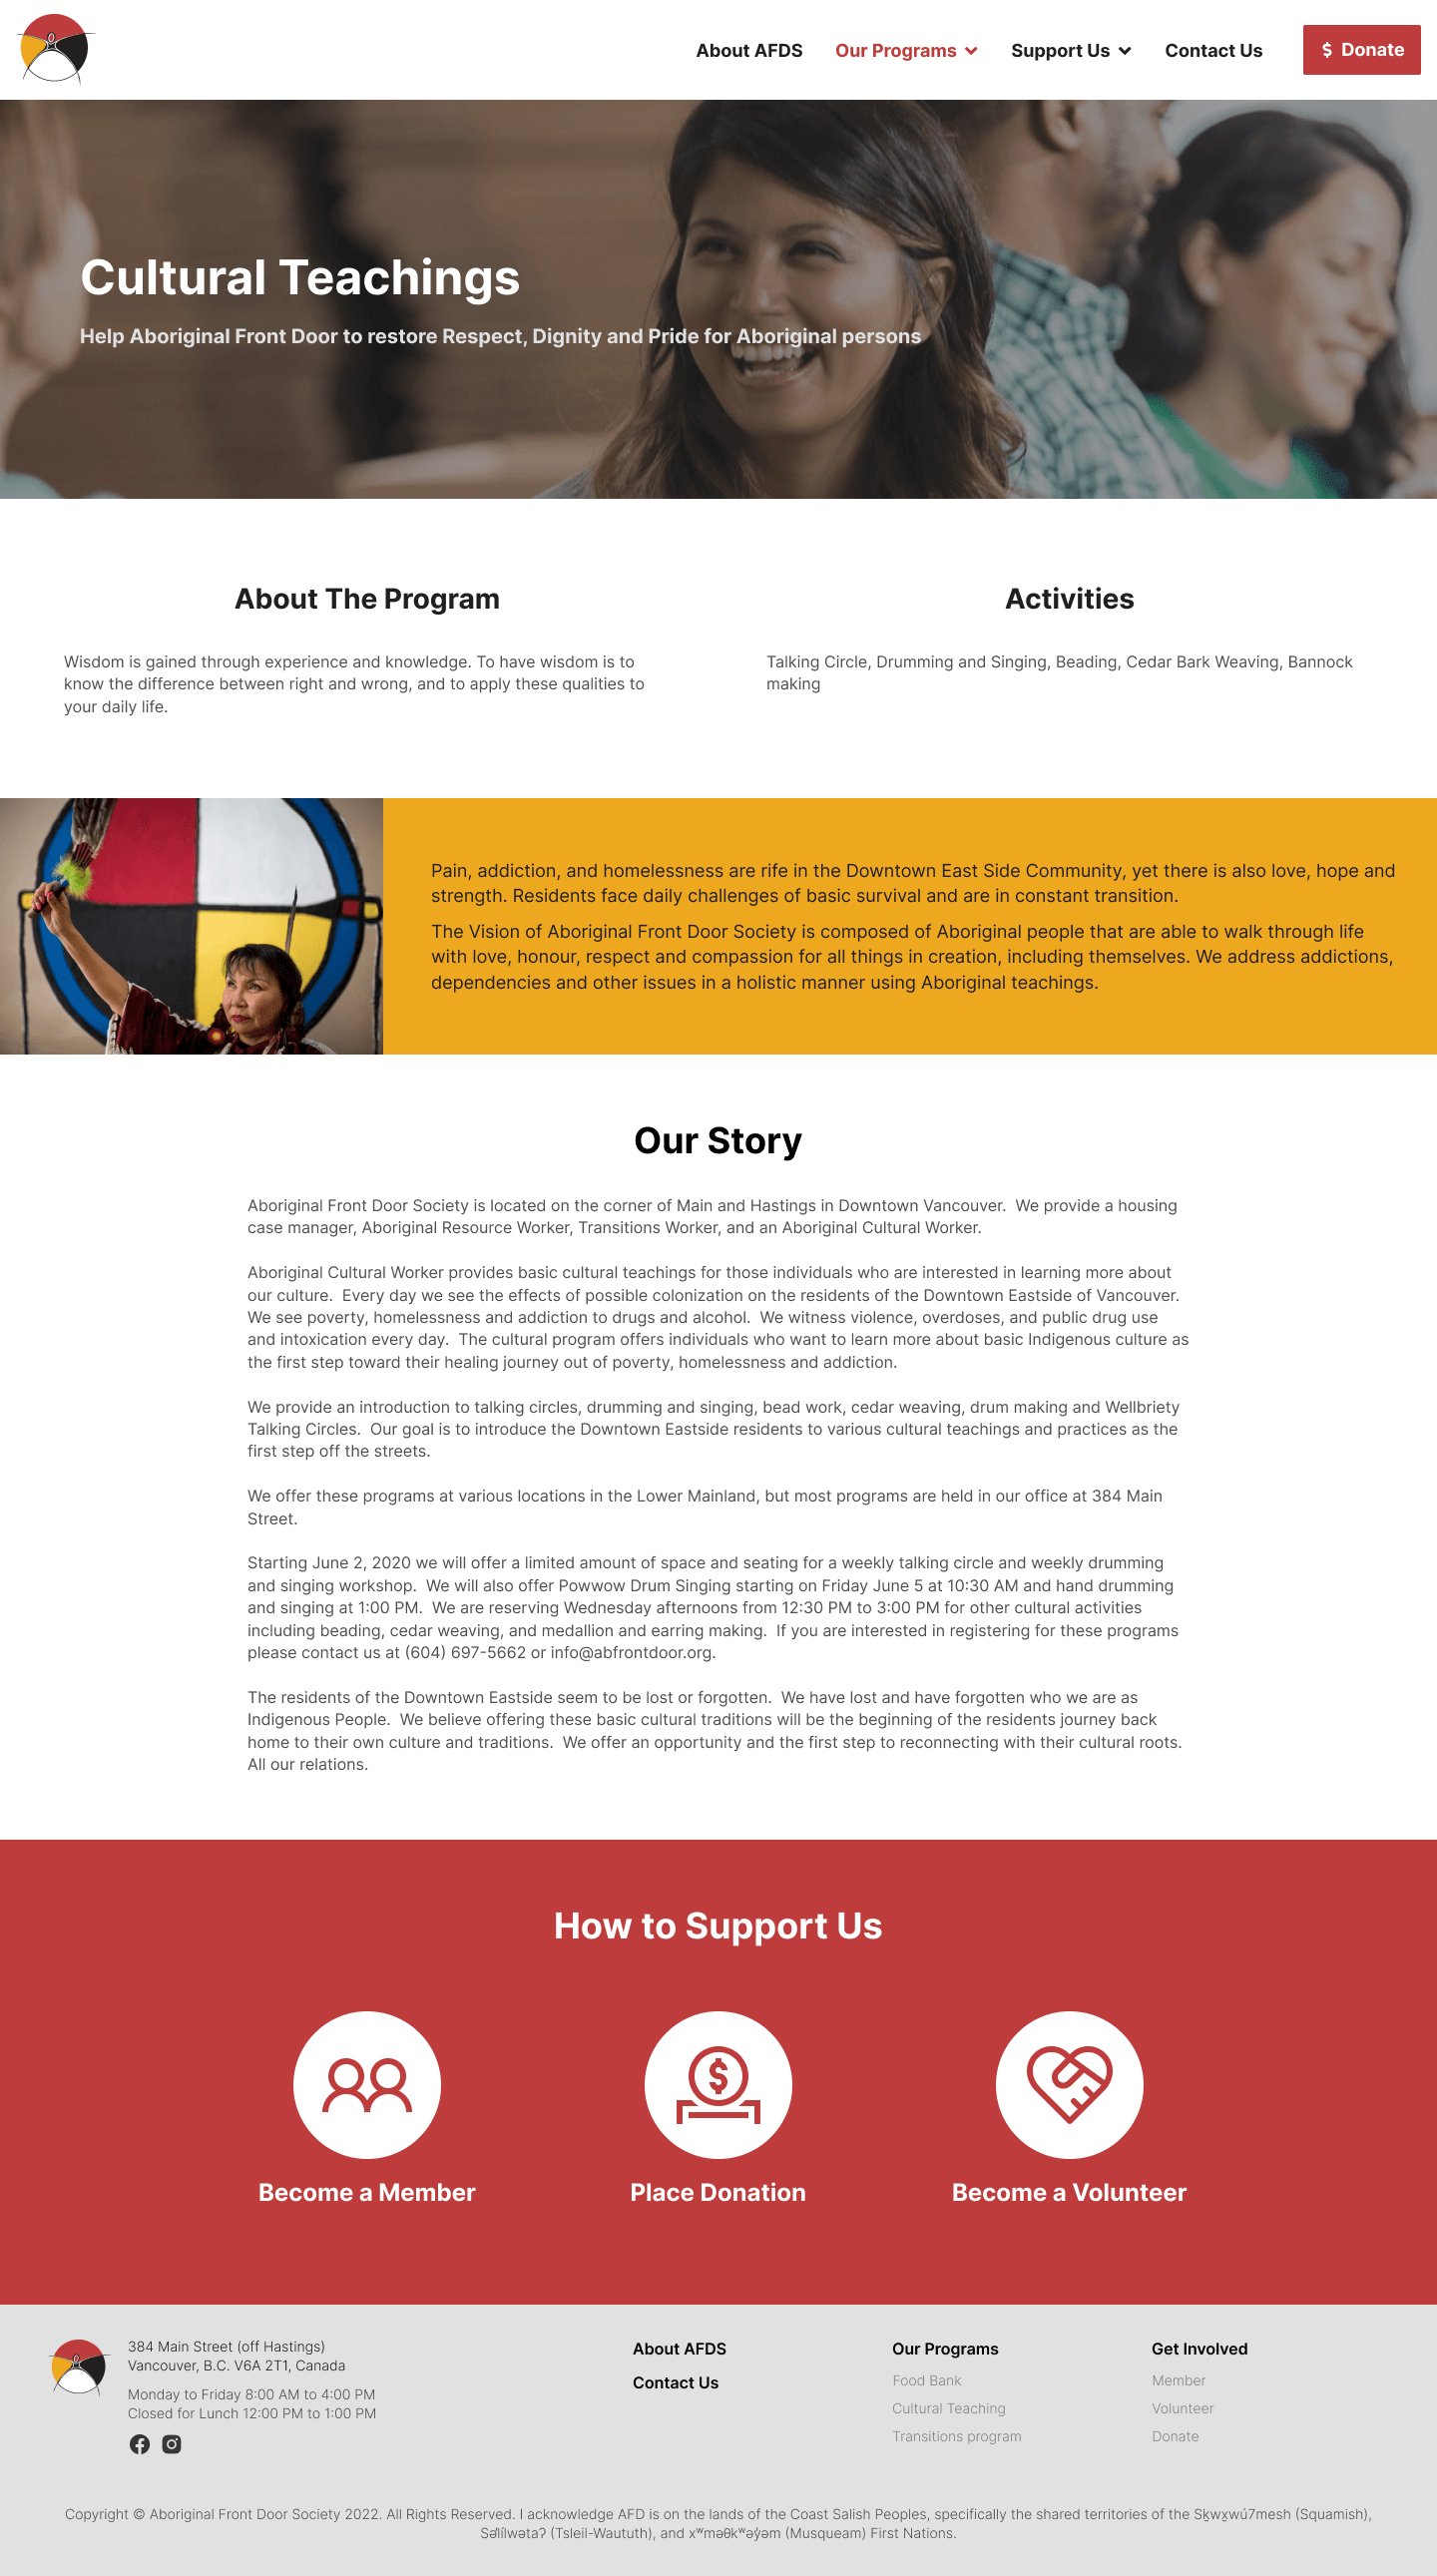 About AFDS
Our Programs
Support Us
Contact Us
$ Donate
Cultural Teachings
Help Aboriginal Front Door to restore Respect, Dignity and Pride for Aboriginal persons
About The Program
Wisdom is gained through experience and knowledge. To have wisdom is to
know the difference between right and wrong, and to apply these qualities to
your daily life.
Activities
Talking Circle, Drumming and Singing, Beading, Cedar Bark Weaving, Bannock
making
Pain, addiction, and homelessness are rife in the Downtown East Side Community, yet there is also love, hope and
strength. Residents face daily challenges of basic survival and are in constant transition.
The Vision of Aboriginal Front Door Society is composed of Aboriginal people that are able to walk through life
with love, honour, respect and compassion for all things in creation, including themselves. We address addictions,
dependencies and other issues in a holistic manner using Aboriginal teachings.
Our Story
Aboriginal Front Door Society is located on the corner of Main and Hastings in Downtown Vancouver.  We provide a housing
case manager, Aboriginal Resource Worker, Transitions Worker, and an Aboriginal Cultural Worker.
Aboriginal Cultural Worker provides basic cultural teachings for those individuals who are interested in learning more about
our culture.  Every day we see the effects of possible colonization on the residents of the Downtown Eastside of Vancouver.
We see poverty, homelessness and addiction to drugs and alcohol.  We witness violence, overdoses, and public drug use
and intoxication every day.  The cultural program offers individuals who want to learn more about basic Indigenous culture as
the first step toward their healing journey out of poverty, homelessness and addiction.
We provide an introduction to talking circles, drumming and singing, bead work, cedar weaving, drum making and Wellbriety
Talking Circles.  Our goal is to introduce the Downtown Eastside residents to various cultural teachings and practices as the
first step off the streets.
We offer these programs at various locations in the Lower Mainland, but most programs are held in our office at 384 Main
Street.
Starting June 2, 2020 we will offer a limited amount of space and seating for a weekly talking circle and weekly drumming
and singing workshop.  We will also offer Powwow Drum Singing starting on Friday June 5 at 10:30 AM and hand drumming
and singing at 1:00 PM.  We are reserving Wednesday afternoons from 12:30 PM to 3:00 PM for other cultural activities
including beading, cedar weaving, and medallion and earring making.  If you are interested in registering for these programs
please contact us at (604) 697-5662 or info@abfrontdoor.org.
The residents of the Downtown Eastside seem to be lost or forgotten.  We have lost and have forgotten who we are as
Indigenous People.  We believe offering these basic cultural traditions will be the beginning of the residents journey back
home to their own culture and traditions.  We offer an opportunity and the first step to reconnecting with their cultural roots.
All our relations.
How to Support Us
Become a Member
Place Donation
Become a Volunteer
384 Main Street (off Hastings)
Vancouver, B.C. V6A 2T1, Canada
Monday to Friday 8:00 AM to 4:00 PM
Closed for Lunch 12:00 PM to 1:00 PM
About AFDS
Contact Us
Our Programs
Food Bank
Cultural Teaching
Transitions program
Get Involved
Member
Volunteer
Donate
Copyright © Aboriginal Front Door Society 2022. All Rights Reserved. I acknowledge AFD is on the lands of the Coast Salish Peoples, specifically the shared territories of the Sḵwx̱wú7mesh (Squamish),
Səl̓ílwətaʔ (Tsleil-Waututh), and xʷməθkʷəy̓əm (Musqueam) First Nations.